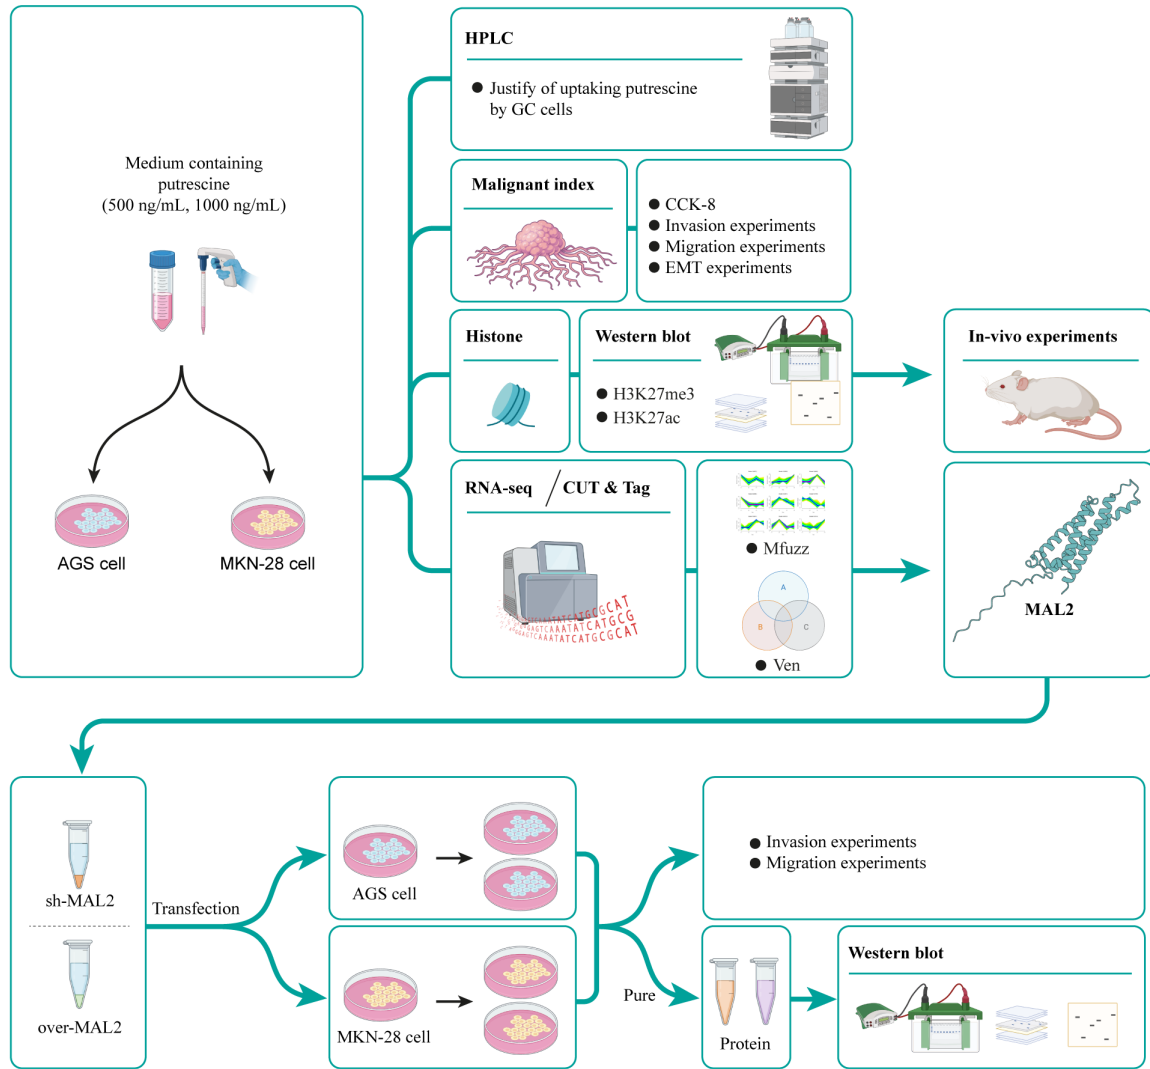 Medium containing
putrescine
(500 ng/mL, 1000 ng/mL)
AGS cell
MKN-28 cell
HPLC
● Justify of uptaking putrescine
by GC cells
Malignant index
● CCK-8
● Invasion experiments
● Migration experiments
● EMT experiments
Histone
Western blot
● H3K27me3
● H3K27ac
In-vivo experiments
RNA-seq / CUT & Tag
● Mfuzz
A
B
C
● Ven
MAL2
sh-MAL2
over-MAL2
Transfection
AGS cell
MKN-28 cell
● Invasion experiments
● Migration experiments
Pure
Protein
Western blot